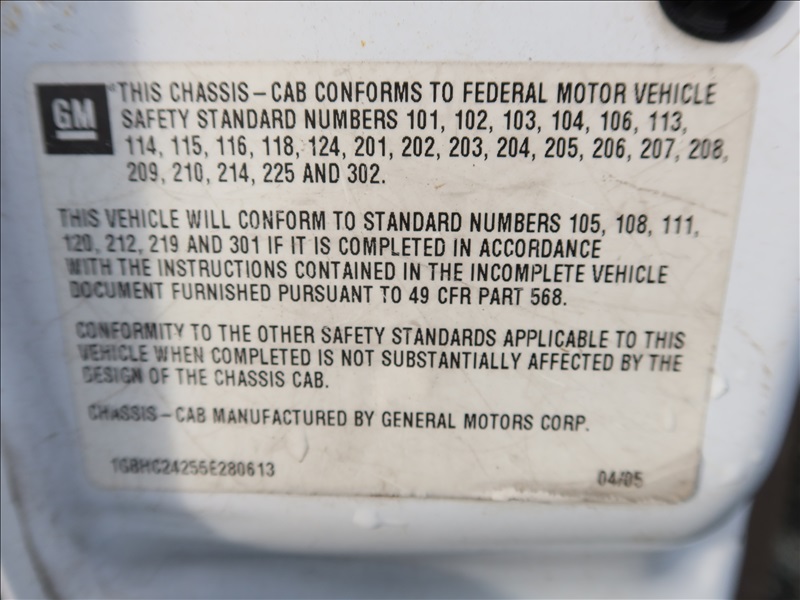 GM
THIS CHASSIS-CAB CONFORMS TO FEDERAL MOTOR VEHICLE
SAFETY STANDARD NUMBERS 101, 102, 103, 104, 106, 113,
114, 115, 116, 118, 124, 201, 202, 203, 204, 205, 206, 207, 208,
209, 210, 214, 225 AND 302.
THIS VEHICLE WILL CONFORM TO STANDARD NUMBERS 105, 108, 111,
120, 212, 219 AND 301 IF IT IS COMPLETED IN ACCORDANCE
WITH THE INSTRUCTIONS CONTAINED IN THE INCOMPLETE VEHICLE
DOCUMENT FURNISHED PURSUANT TO 49 CFR PART 568.
CONFORMITY TO THE OTHER SAFETY STANDARDS APPLICABLE TO THIS
VEHICLE WHEN COMPLETED IS NOT SUBSTANTIALLY AFFECTED BY THE
DESIGN OF THE CHASSIS CAB.
CHASSIS-CAB MANUFACTURED BY GENERAL MOTORS CORP.
1GBHC24255E280613 04/05